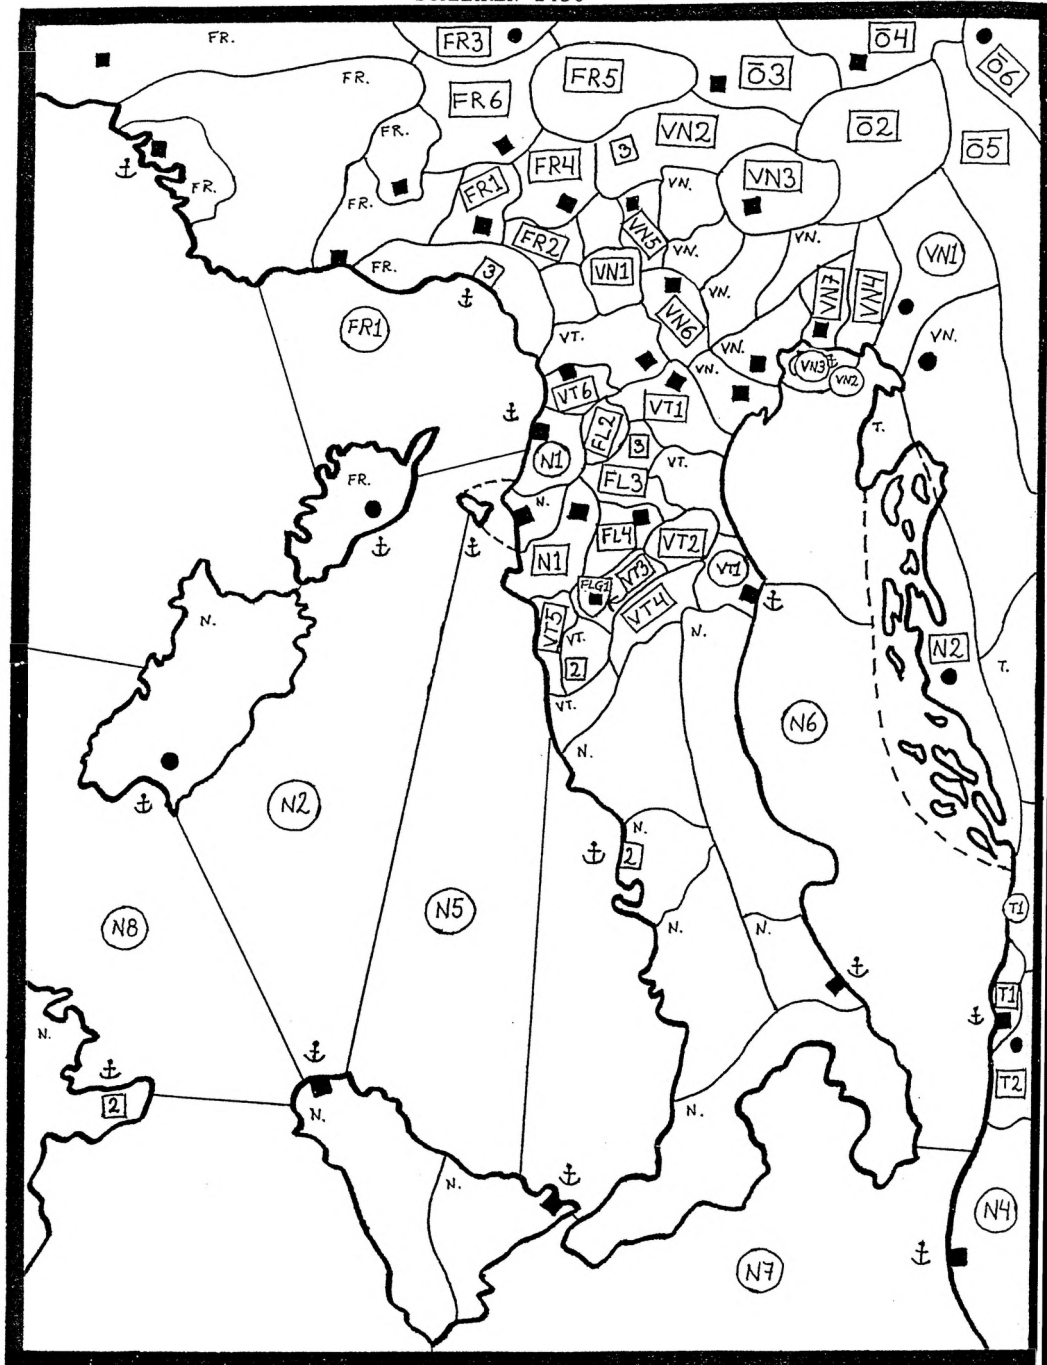 FR.
FR3
Ō4
Ō6
FR.
FR5
Ō3
FR6
FR.
VN2
Ō2
Ō5
3
FR4
FR.
FR1
VN.
VN3
FR.
VN5
FR2
VN.
VN.
VN1
FR.
3
VN1
VN7
VN4
VN.
FR1
VN6
VT.
VN.
VN.
VN3
VN2
VT6
VT1
T.
FL2
3
N1
VT.
FR.
FL3
N.
FL4
VT2
N1
VT3
VT1
FLG1
VT4
N.
VT5
N.
VT.
N2
2
T.
VT.
N6
N.
N2
N.
2
N5
T1
N8
N.
N.
T1
N.
T2
2
N.
N.
N.
N4
N7